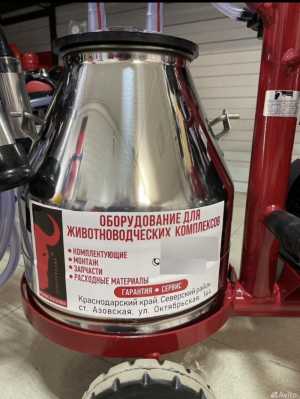 ОБОРУДОВАНИЕ ДЛЯ
ЖИВОТНОВОДЧЕСКИХ КОМПЛЕКСОВ
• КОМПЛЕКТУЮЩИЕ
• МОНТАЖ
• ЗАПЧАСТИ
• РАСХОДНЫЕ МАТЕРИАЛЫ
ГАРАНТИЯ • СЕРВИС
Краснодарский край, Северский район,
ст. Азовская, ул. Октябрьская,
Avito